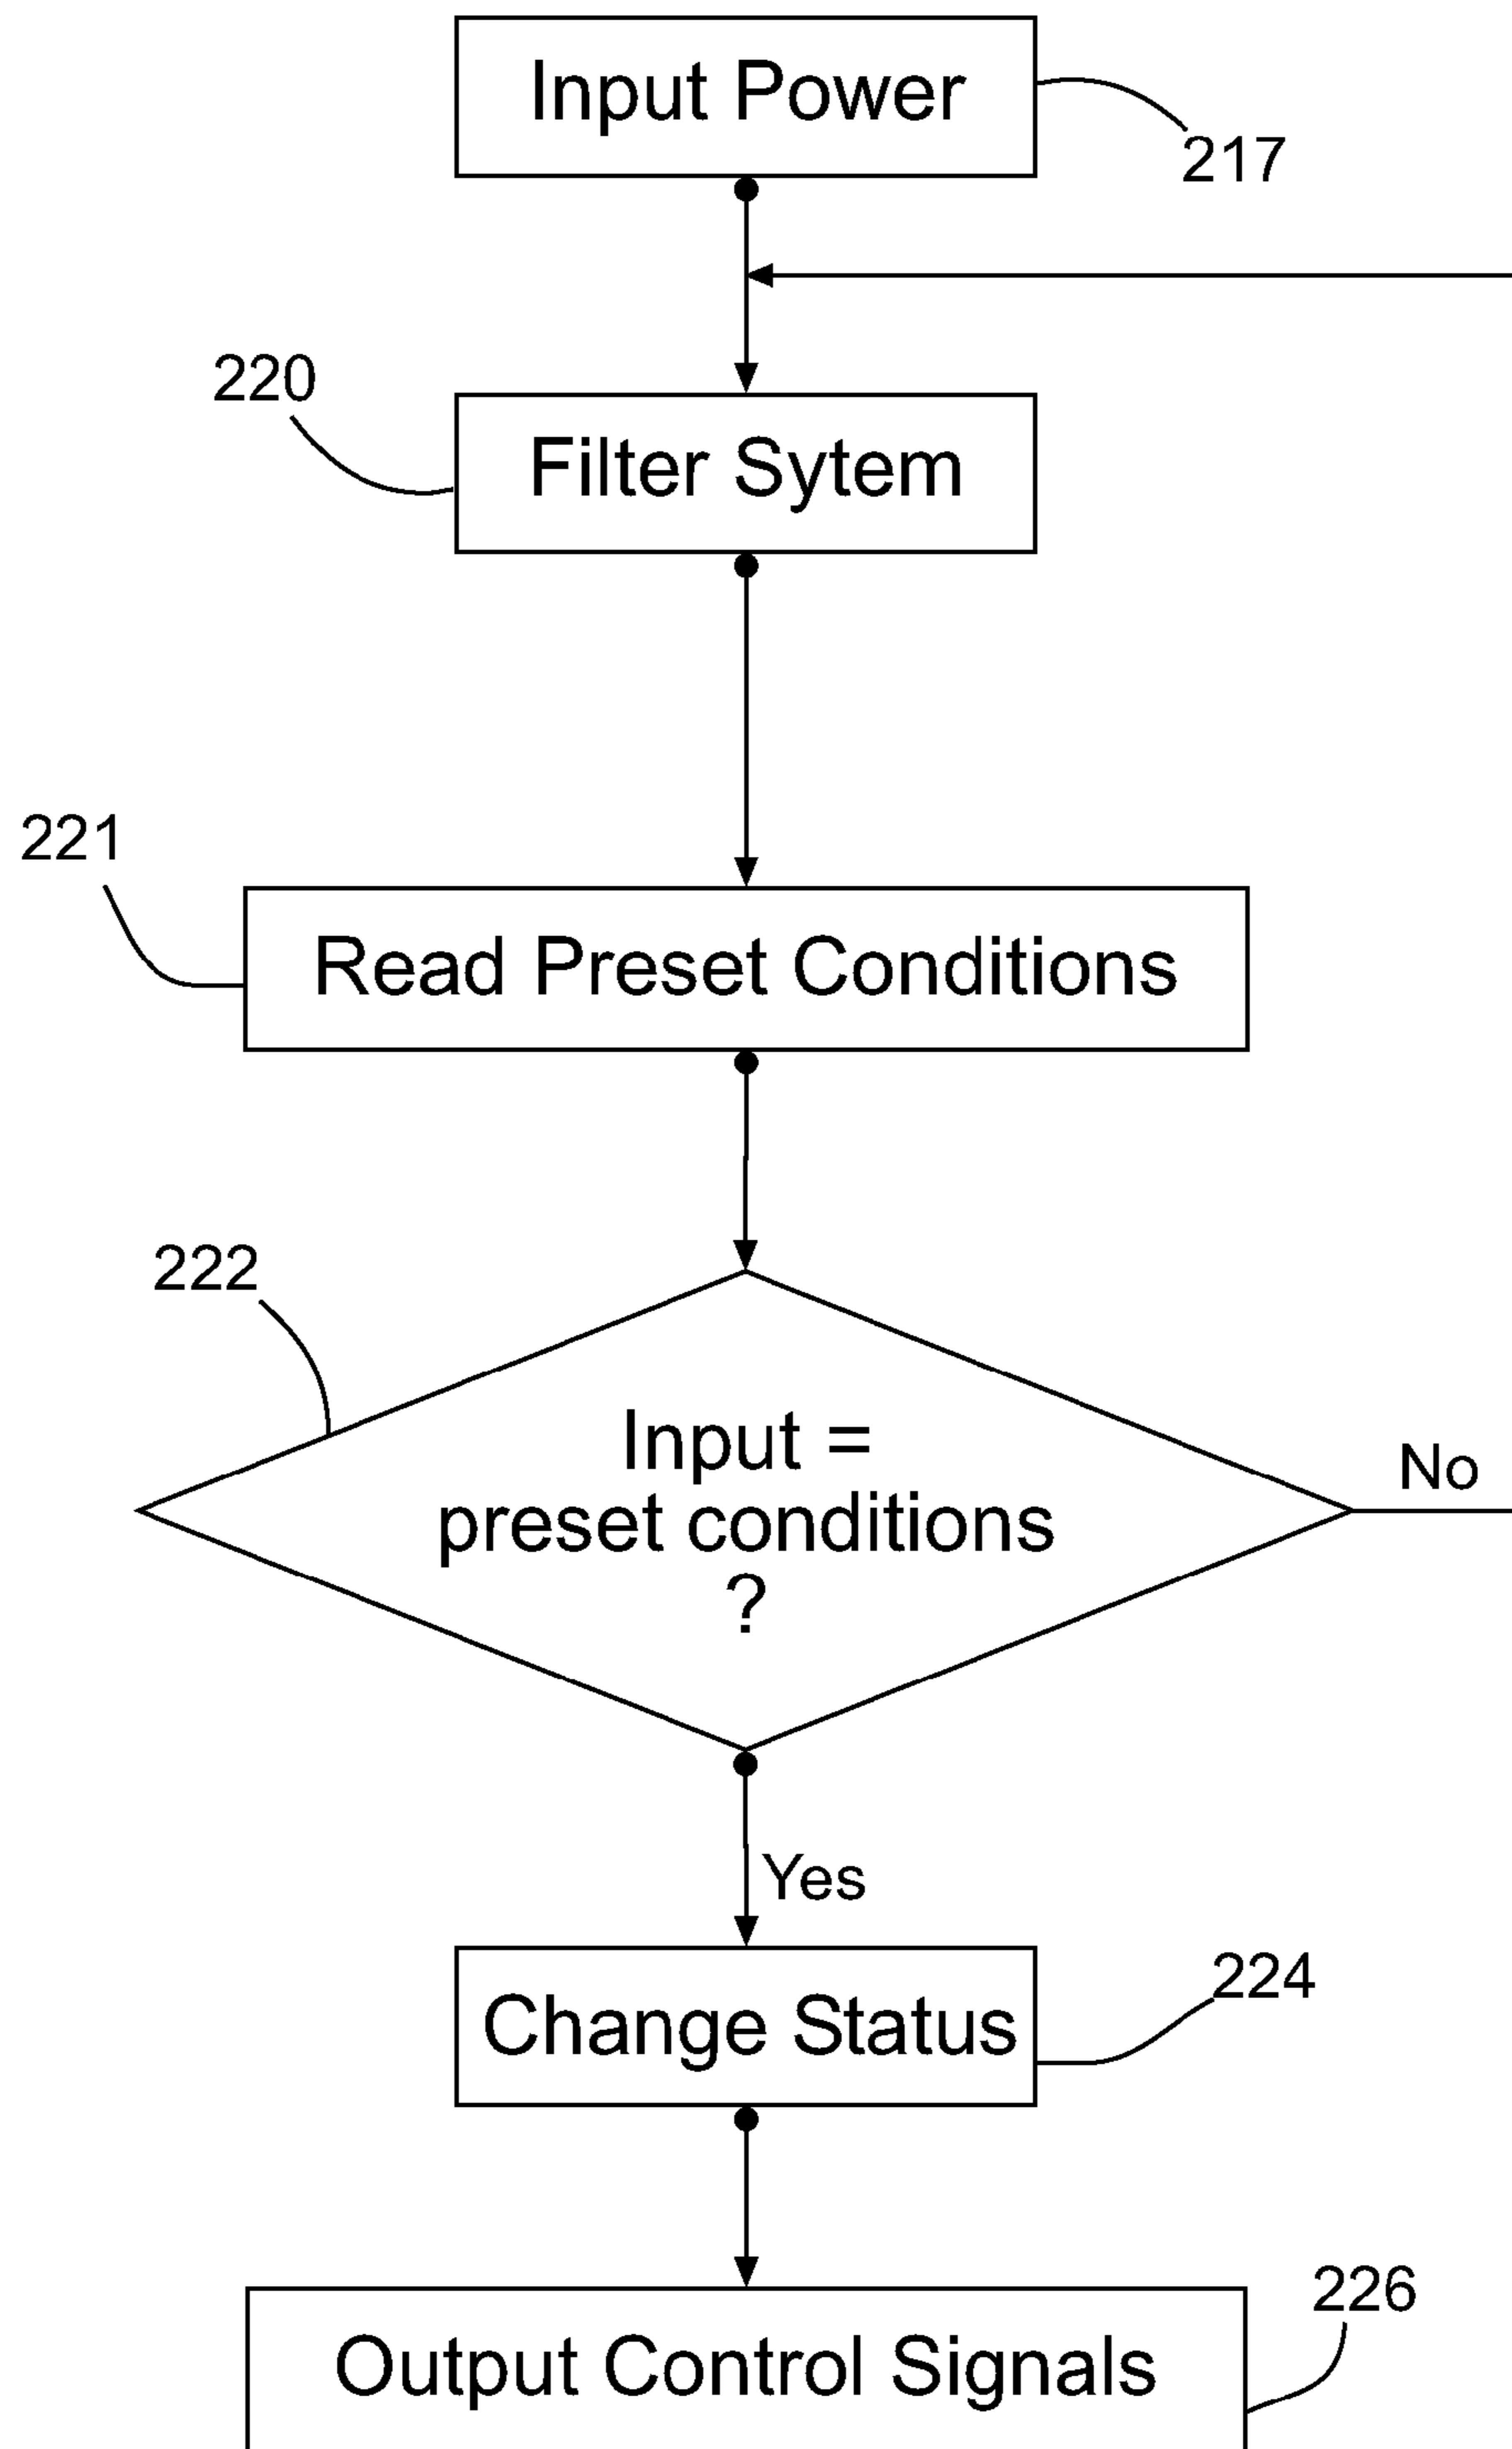 Input Power
217
220
Filter Sytem
221
Read Preset Conditions
222
Input =
preset conditions
?
No
Yes
Change Status
224
Output Control Signals
226